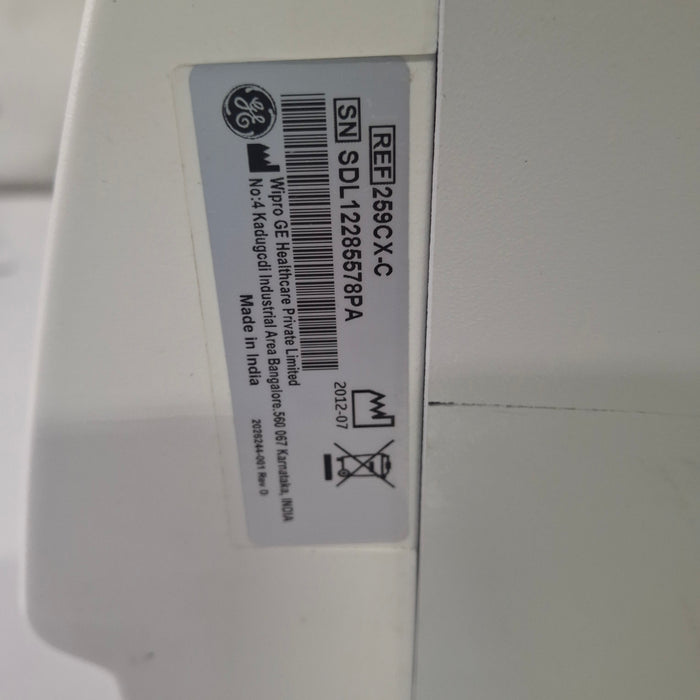 REF 259CX-C
SN SDL12285578PA
2012-07
GE
Wipro GE Healthcare Private Limited
No:4 Kadugodi Industrial Area Bangalore.560 067 Karnataka, INDIA
Made in India
2026244-001 Rev D